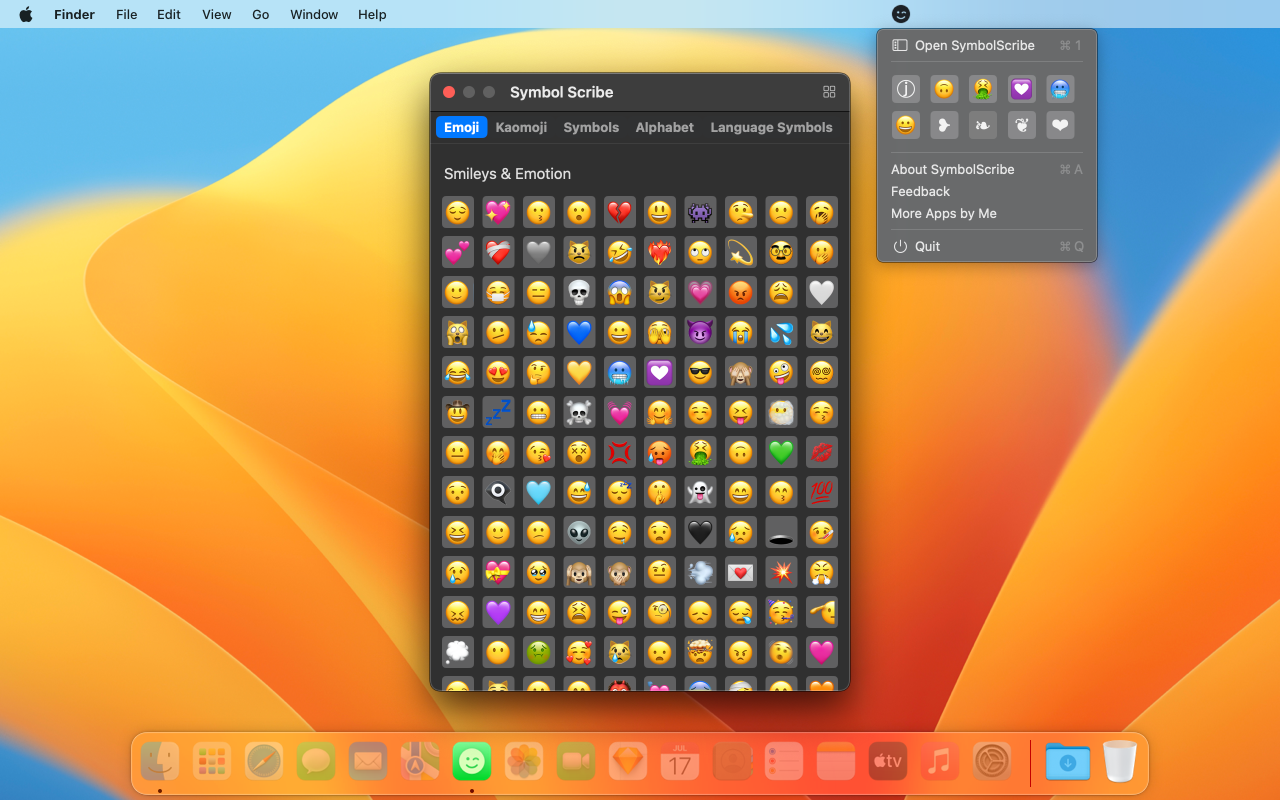 Finder File Edit View Go Window Help
Open SymbolScribe ⌘ 1
Symbol Scribe
Emoji Kaomoji Symbols Alphabet Language Symbols
Smileys & Emotion
About SymbolScribe ⌘ A
Feedback
More Apps by Me
Quit ⌘ Q
JUL
17
tv